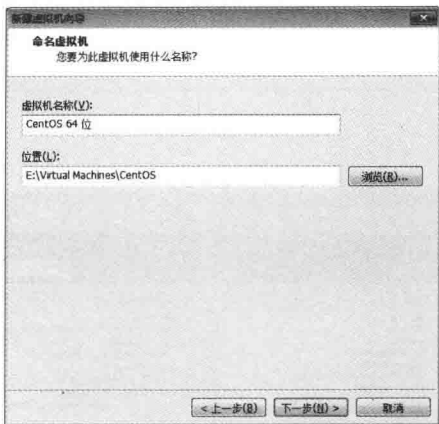 新建虚拟机向导
命名虚拟机
您要为此虚拟机使用什么名称?
虚拟机名称(V):
CentOS 64 位
位置(L):
E:\Virtual Machines\CentOS
浏览(R)...
< 上一步(B)
下一步(N) >
取消